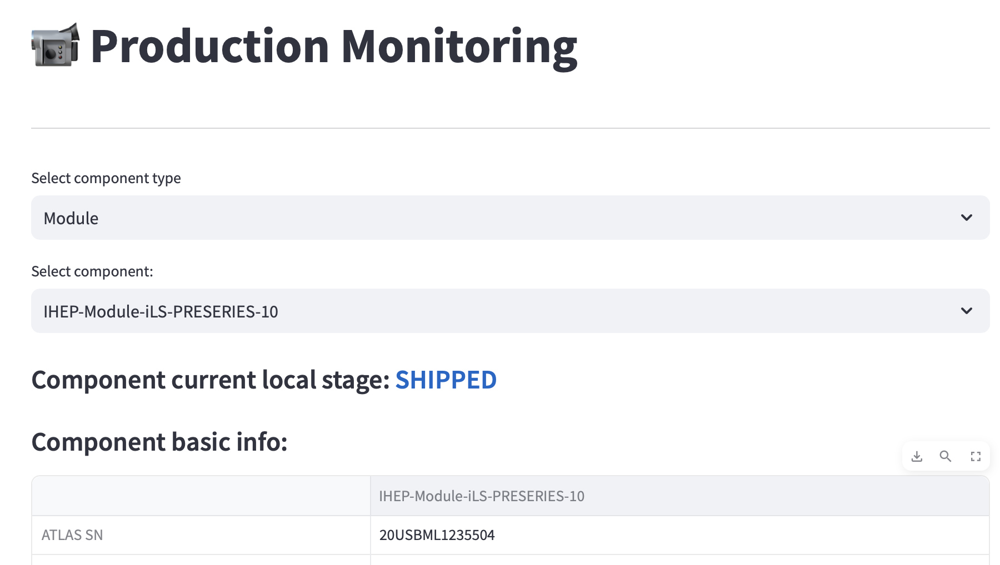 Production Monitoring
Select component type
Module
Select component:
IHEP-Module-iLS-PRESERIES-10
Component current local stage: SHIPPED
Component basic info:
IHEP-Module-iLS-PRESERIES-10
ATLAS SN 20USBML1235504